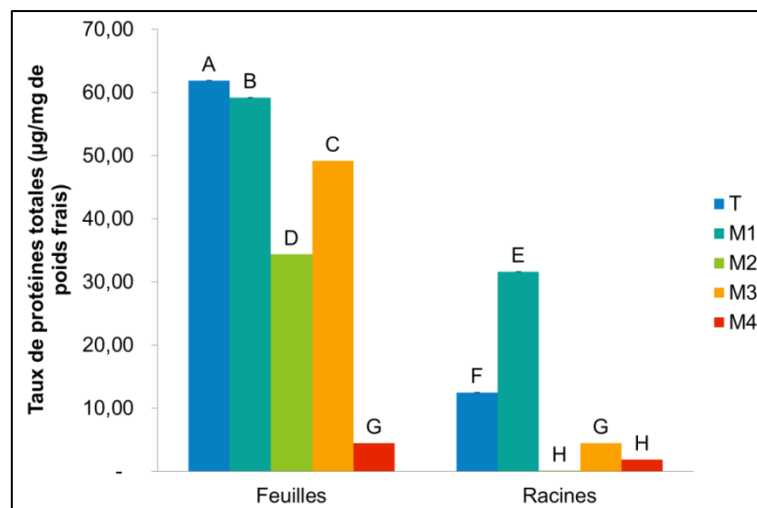 Taux de protéines totales (µg/mg de
poids frais)
70,00
60,00
50,00
40,00
30,00
20,00
10,00
-
A
B
C
D
E
F
G
H
G
H
Feuilles
Racines
T
M1
M2
M3
M4